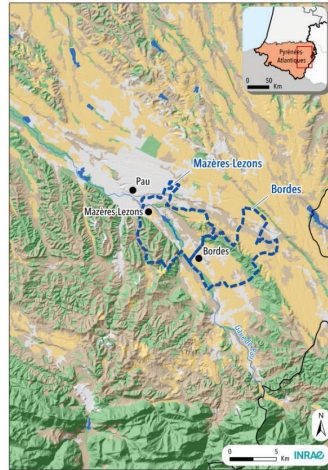 Pyrénées-
Atlantiques
0 50
Km
Mazères-Lezons
Bordes
Pau
Mazères-Lezons
Bordes
N
0 5
Km
INRAE